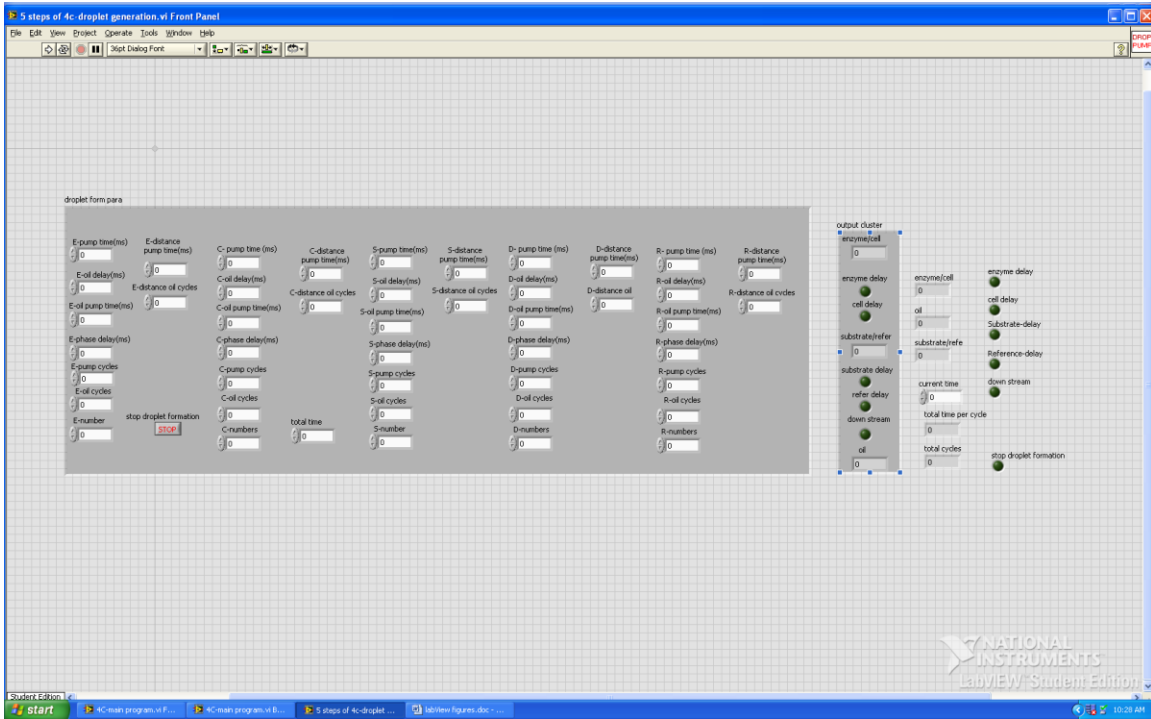 5 steps of 4c-droplet generation.vi Front Panel
File Edit View Project Operate Tools Window Help
36pt Dialog Font
DROP
PUMP
droplet form para
E-pump time(ms)
0
E-oil delay(ms)
0
E-oil pump time(ms)
0
E-phase delay(ms)
0
E-pump cycles
0
E-oil cycles
0
E-number
0
E-distance
pump time(ms)
0
E-distance oil cycles
0
stop droplet formation
STOP
C- pump time (ms)
0
C-oil delay(ms)
0
C-oil pump time(ms)
0
C-phase delay(ms)
0
C-pump cycles
0
C-oil cycles
0
C-numbers
0
C-distance
pump time(ms)
0
C-distance oil cycles
0
total time
0
S-pump time(ms)
0
S-oil delay(ms)
0
S-oil pump time(ms)
0
S-phase delay(ms)
0
S-pump cycles
0
S-oil cycles
0
S-number
0
S-distance
pump time(ms)
0
S-distance oil cycles
0
D- pump time (ms)
0
D-oil delay(ms)
0
D-oil pump time(ms)
0
D-phase delay(ms)
0
D-pump cycles
0
D-oil cycles
0
D-numbers
0
D-distance
pump time(ms)
0
D-distance oil
0
R- pump time (ms)
0
R-oil delay(ms)
0
R-oil pump time(ms)
0
R-phase delay(ms)
0
R-pump cycles
0
R-oil cycles
0
R-numbers
0
R-distance
pump time(ms)
0
R-distance oil cycles
0
output cluster
enzyme/cell
0
enzyme delay
cell delay
substrate/refer
0
substrate delay
refer delay
down stream
oil
0
enzyme/cell
0
oil
0
substrate/refe
0
current time
0
total time per cycle
0
total cycles
0
enzyme delay
cell delay
Substrate-delay
Reference-delay
down stream
stop droplet formation
NATIONAL
INSTRUMENTS
LabVIEW Student Edition
Student Edition
start
4C-main program.vi F...
4C-main program.vi B...
5 steps of 4c-droplet ...
labView figures.doc - ...
10:28 AM